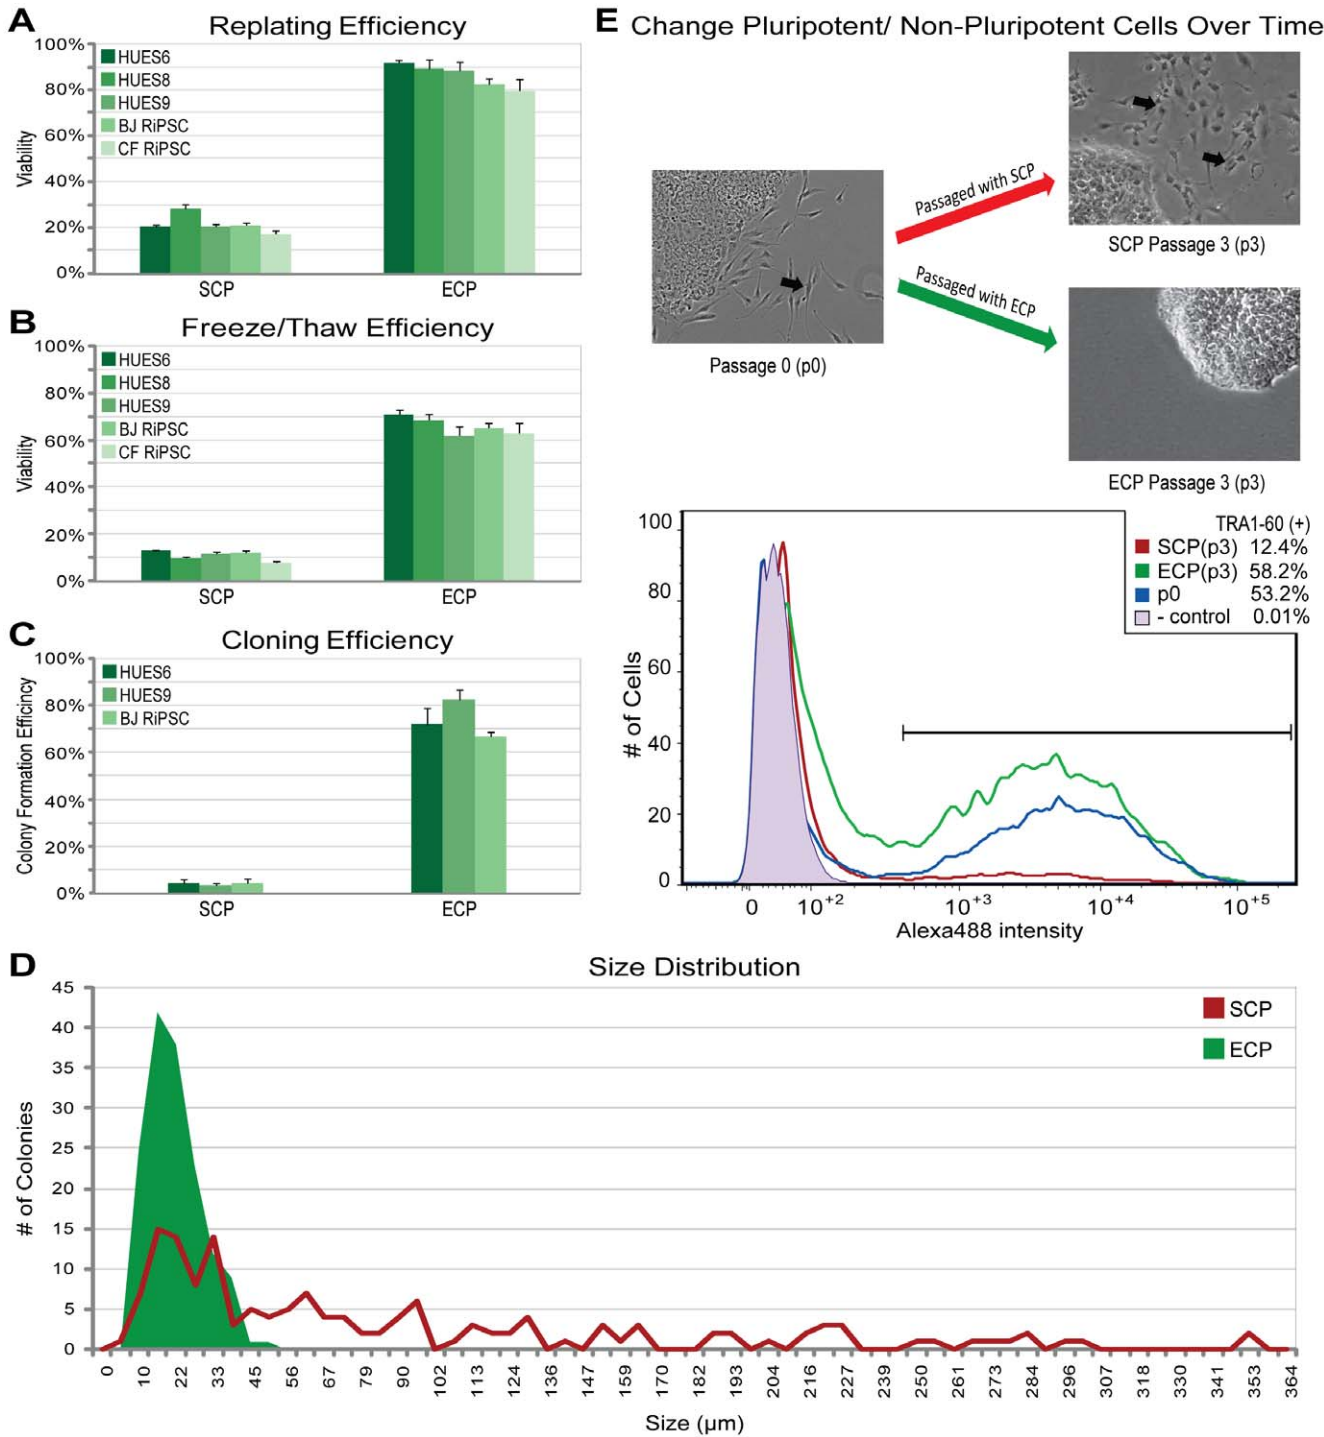 A
Replating Efficiency
100%
80%
60%
40%
20%
0%
Viability
HUES6
HUES8
HUES9
BJ RiPSC
CF RiPSC
SCP
ECP
B
Freeze/Thaw Efficiency
100%
80%
60%
40%
20%
0%
Viability
HUES6
HUES8
HUES9
BJ RiPSC
CF RiPSC
SCP
ECP
C
Cloning Efficiency
100%
80%
60%
40%
20%
0%
Colony Formation Efficincy
HUES6
HUES9
BJ RiPSC
SCP
ECP
E
Change Pluripotent/ Non-Pluripotent Cells Over Time
Passage 0 (p0)
Passaged with SCP
Passaged with ECP
SCP Passage 3 (p3)
ECP Passage 3 (p3)
100
80
60
40
20
0
# of Cells
TRA1-60 (+)
SCP(p3) 12.4%
ECP(p3) 58.2%
p0 53.2%
- control 0.01%
0 10+2 10+3 10+4 10+5
Alexa488 intensity
D
Size Distribution
45
40
35
30
25
20
15
10
5
0
# of Colonies
SCP
ECP
0 10 22 33 45 56 67 79 90 102 113 124 136 147 159 170 182 193 204 216 227 239 250 261 273 284 296 307 318 330 341 353 364
Size (µm)